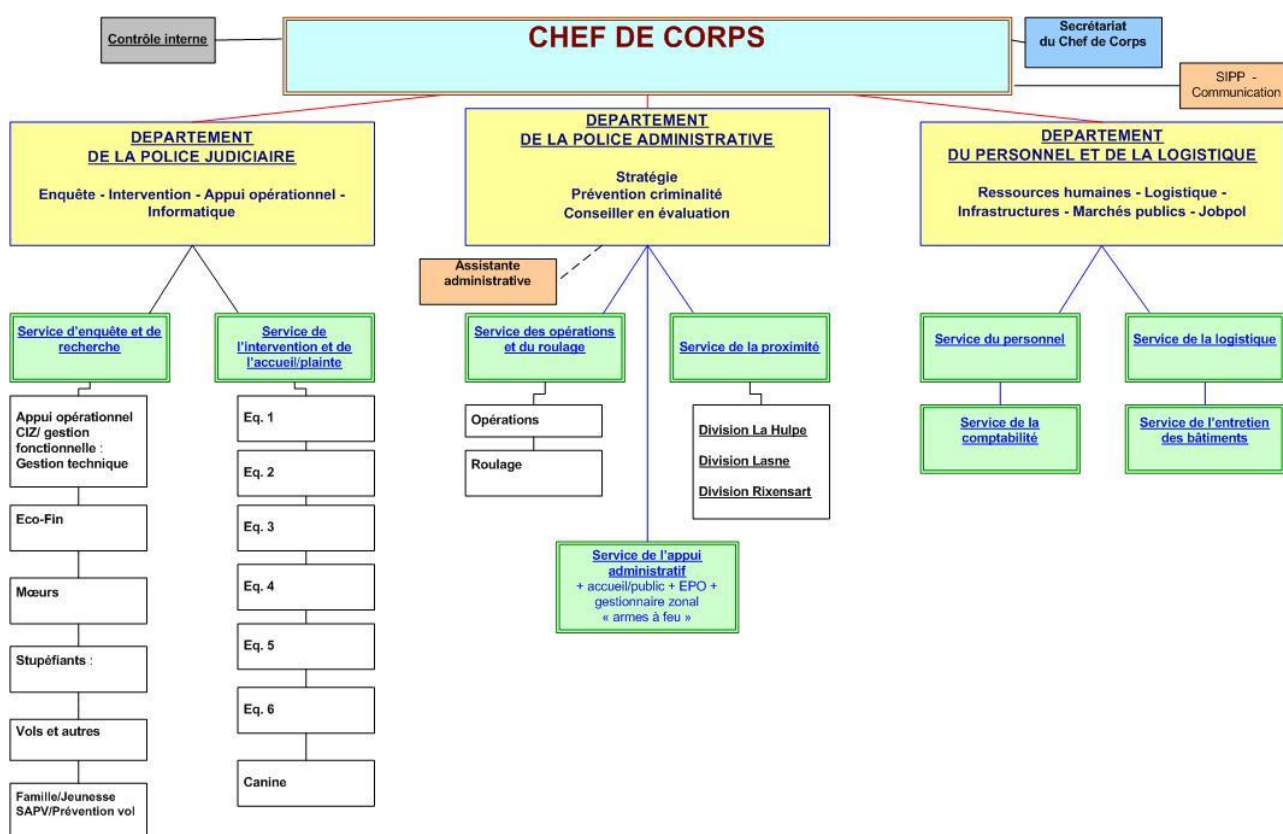 Contrôle interne
CHEF DE CORPS
Secrétariat
du Chef de Corps
SIPP -
Communication
DEPARTEMENT
DE LA POLICE JUDICIAIRE
Enquête - Intervention - Appui opérationnel -
Informatique
DEPARTEMENT
DE LA POLICE ADMINISTRATIVE
Stratégie
Prévention criminalité
Conseiller en évaluation
DEPARTEMENT
DU PERSONNEL ET DE LA LOGISTIQUE
Ressources humaines - Logistique -
Infrastructures - Marchés publics - Jobpol
Assistante
administrative
Service d'enquête et de
recherche
Service de
l'intervention et de
l'accueil/plainte
Service des opérations
et du roulage
Service de la proximité
Service du personnel
Service de la logistique
Appui opérationnel
CIZ/ gestion
fonctionnelle :
Gestion technique
Eco-Fin
Mœurs
Stupéfiants :
Vols et autres
Famille/Jeunesse
SAPV/Prévention vol
Eq. 1
Eq. 2
Eq. 3
Eq. 4
Eq. 5
Eq. 6
Canine
Opérations
Roulage
Division La Hulpe
Division Lasne
Division Rixensart
Service de l'appui
administratif
+ accueil/public + EPO +
gestionnaire zonal
« armes à feu »
Service de la
comptabilité
Service de l'entretien
des bâtiments